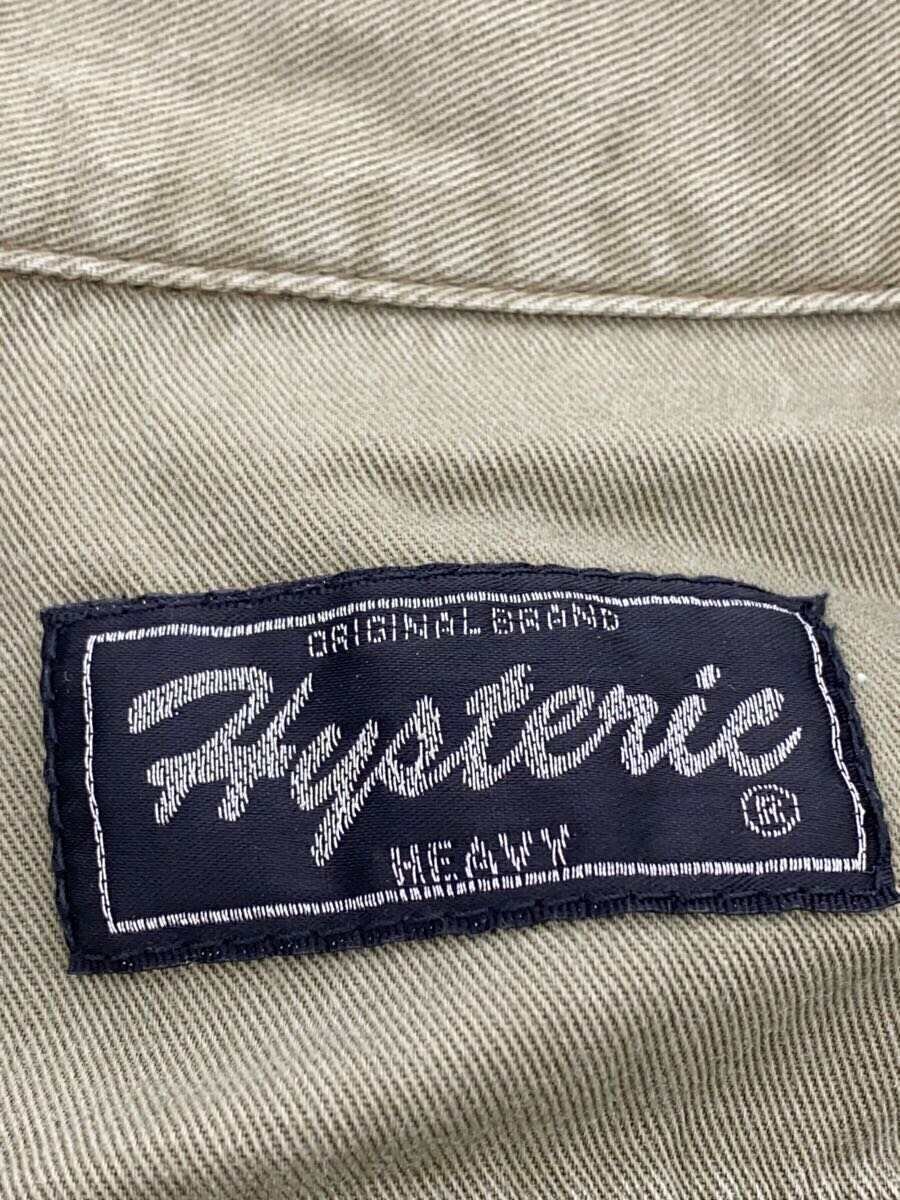 ORIGINAL BRAND
Hysteric
®
HEAVY